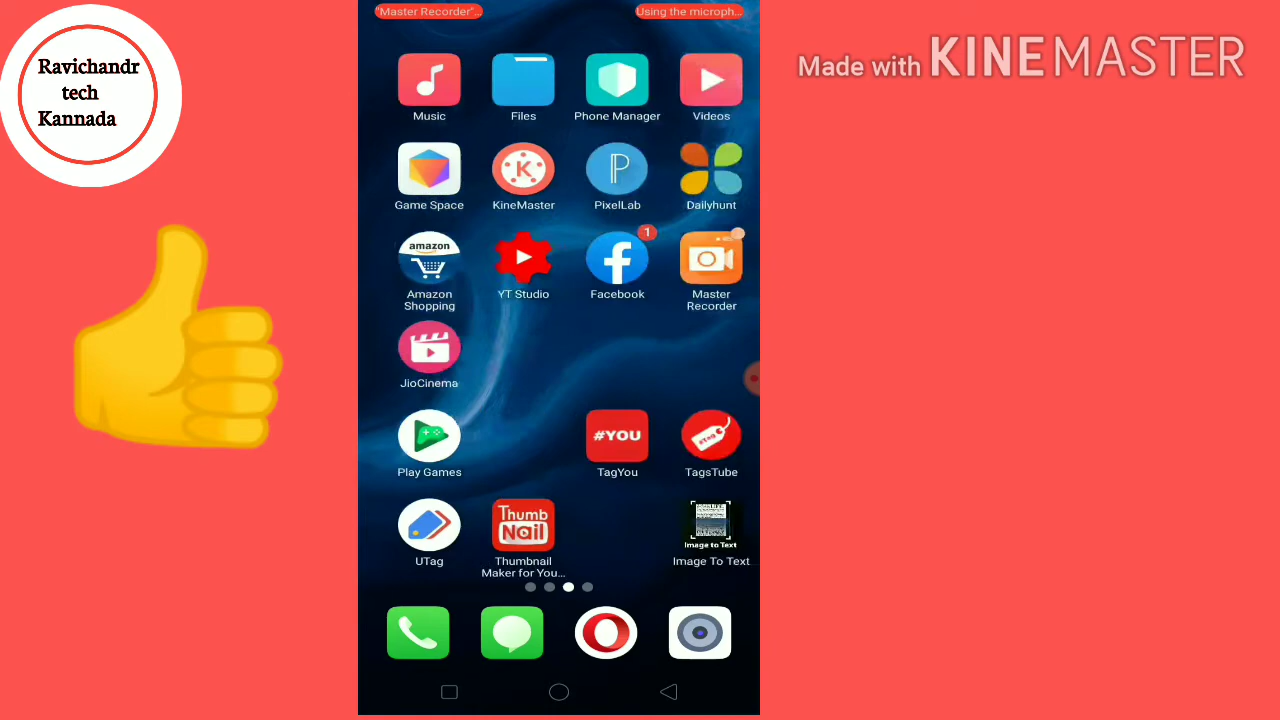 "Master Recorder"...
Using the microph...
Ravichandr
tech
Kannada
Made with KINEMASTER
Music
Files
Phone Manager
Videos
Game Space
KineMaster
PixelLab
Dailyhunt
amazon
1
Amazon
Shopping
YT Studio
Facebook
Master
Recorder
JioCinema
#YOU
Tag
Play Games
TagYou
TagsTube
Thumb
Nail
Image to Text
UTag
Thumbnail
Maker for You...
Image To Text